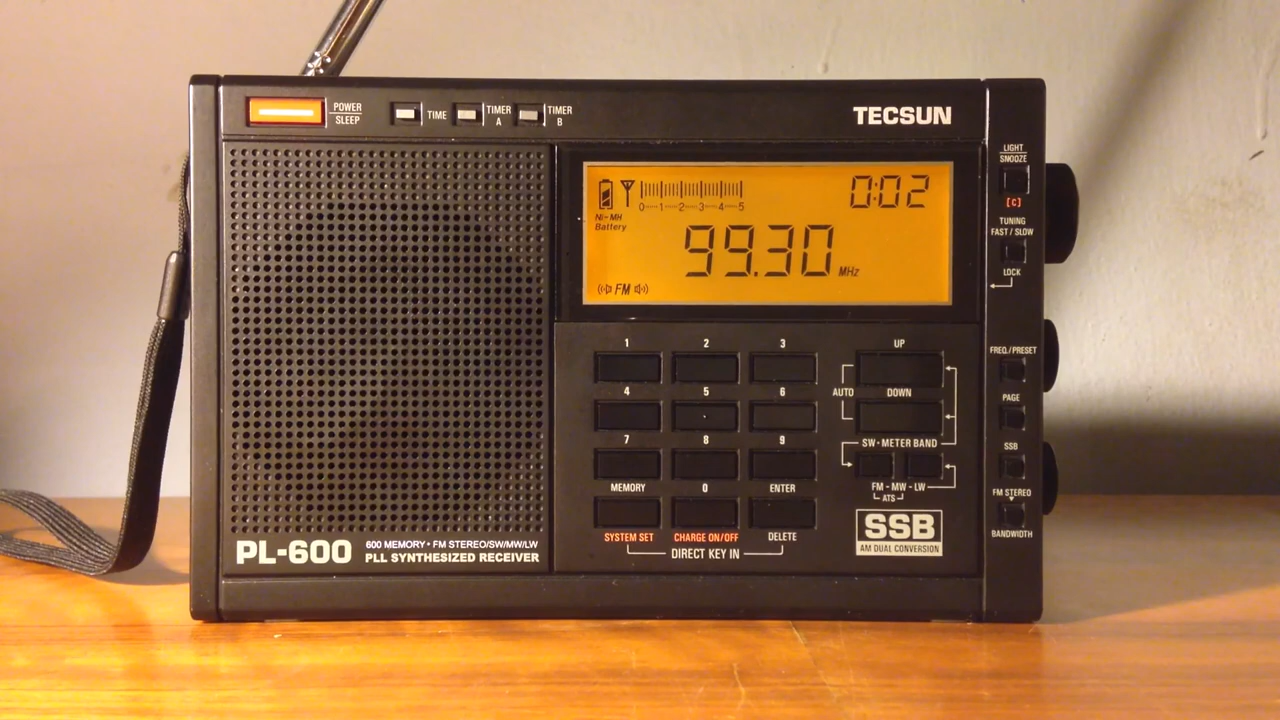 POWER
SLEEP
TIME
TIMER
A
TIMER
B
TECSUN
0 1 2 3 4 5
0:02
Ni-MH
Battery
99.30 MHz
FM
LIGHT
SNOOZE
[C]
TUNING
FAST / SLOW
LOCK
FREQ./PRESET
PAGE
SSB
FM STEREO
BANDWIDTH
1 2 3
4 5 6
7 8 9
MEMORY 0 ENTER
SYSTEM SET CHARGE ON/OFF DELETE
DIRECT KEY IN
UP
AUTO DOWN
SW - METER BAND
FM - MW - LW
ATS
SSB
AM DUAL CONVERSION
PL-600
600 MEMORY • FM STEREO/SW/MW/LW
PLL SYNTHESIZED RECEIVER